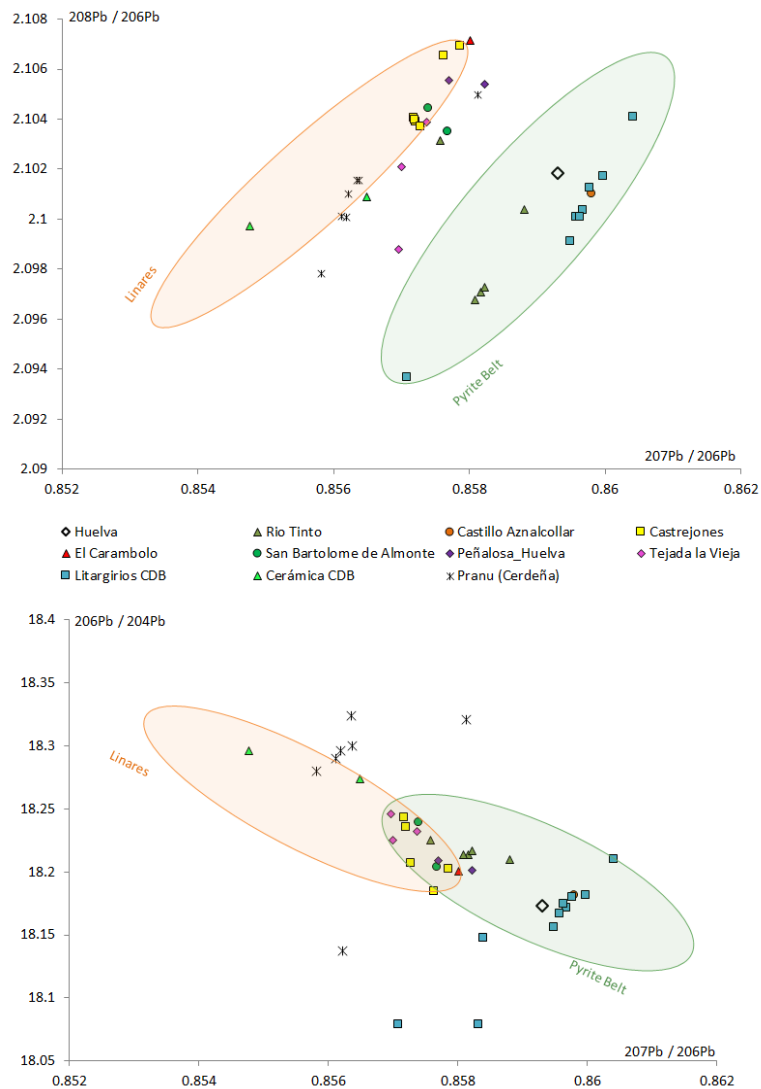 208Pb / 206Pb
2.108
2.106
2.104
2.102
2.1
2.098
2.096
2.094
2.092
2.09
Linares
Pyrite Belt
207Pb / 206Pb
0.852 0.854 0.856 0.858 0.86 0.862
Huelva Rio Tinto Castillo Aznalcollar Castrejones
El Carambolo San Bartolome de Almonte Peñalosa_Huelva Tejada la Vieja
Litargirios CDB Cerámica CDB Pranu (Cerdeña)
206Pb / 204Pb
18.4
18.35
18.3
18.25
18.2
18.15
18.1
18.05
Linares
Pyrite Belt
207Pb / 206Pb
0.852 0.854 0.856 0.858 0.86 0.862